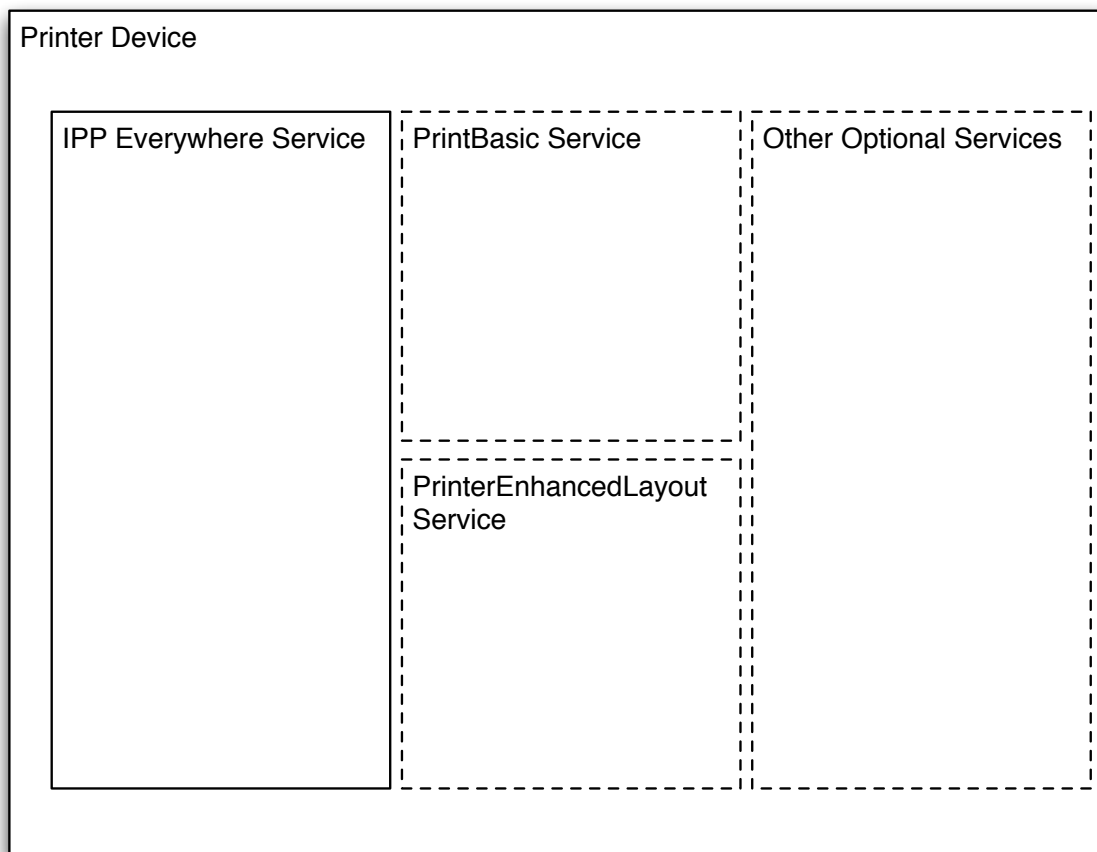 Printer Device
IPP Everywhere Service
PrintBasic Service
Other Optional Services
PrinterEnhancedLayout
Service